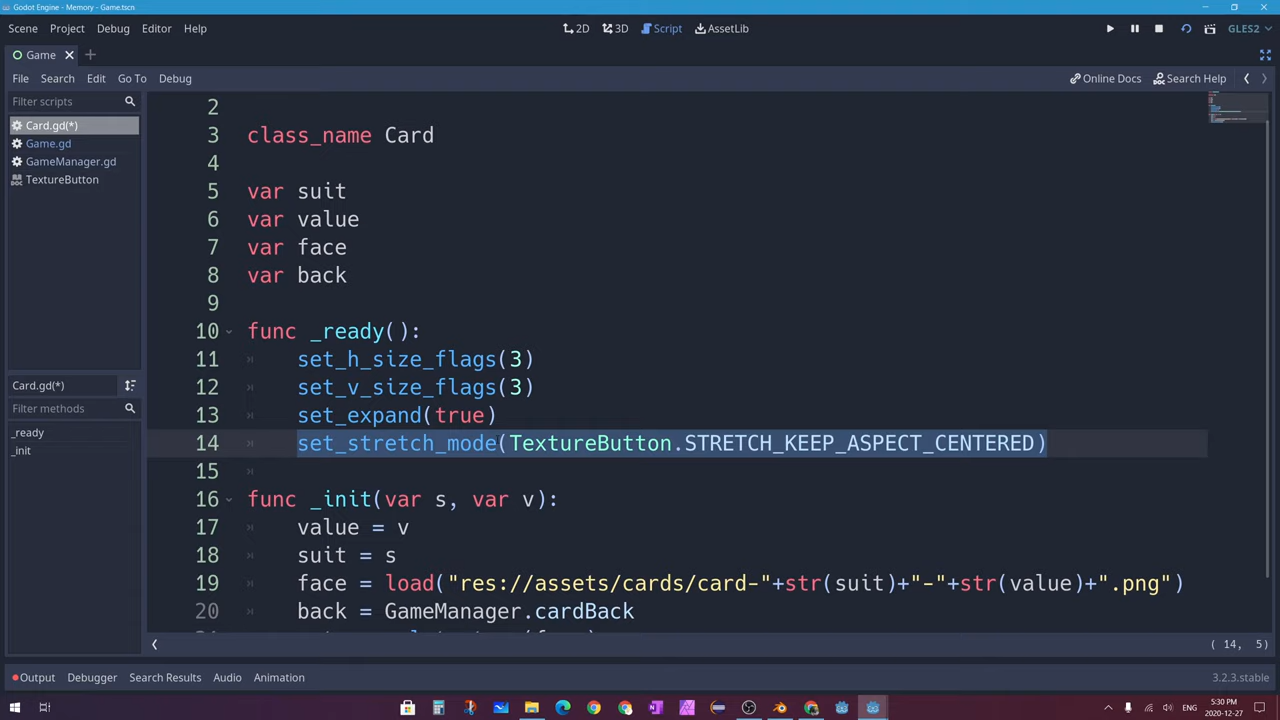 Godot Engine - Memory - Game.tscn
Scene Project Debug Editor Help
2D 3D Script AssetLib
GLES2
Game
File Search Edit Go To Debug
Online Docs Search Help
Filter scripts
Card.gd(*)
Game.gd
GameManager.gd
TextureButton
Card.gd(*)
Filter methods
_ready
_init
2
3 class_name Card
4
5 var suit
6 var value
7 var face
8 var back
9
10 func _ready():
11 set_h_size_flags(3)
12 set_v_size_flags(3)
13 set_expand(true)
14 set_stretch_mode(TextureButton.STRETCH_KEEP_ASPECT_CENTERED)
15
16 func _init(var s, var v):
17 value = v
18 suit = s
19 face = load("res://assets/cards/card-"+str(suit)+"-"+str(value)+".png")
20 back = GameManager.cardBack
( 14, 5)
Output Debugger Search Results Audio Animation
3.2.3.stable
5:30 PM
2020-12-27